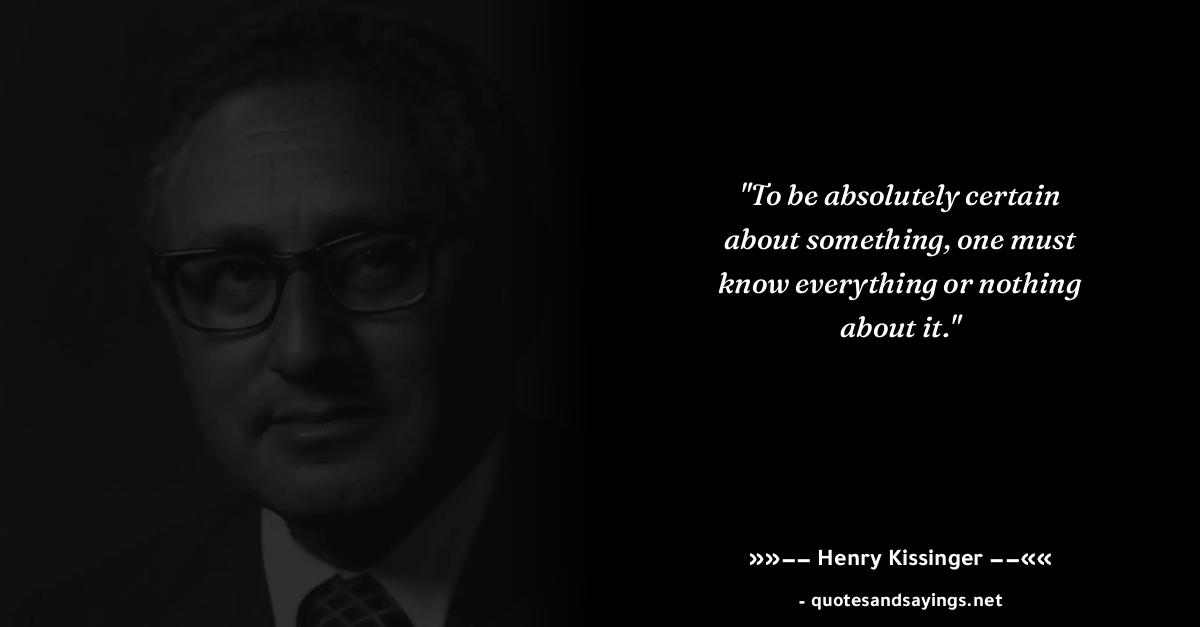 "To be absolutely certain
about something, one must
know everything or nothing
about it."
»»–– Henry Kissinger ––««
- quotesandsayings.net